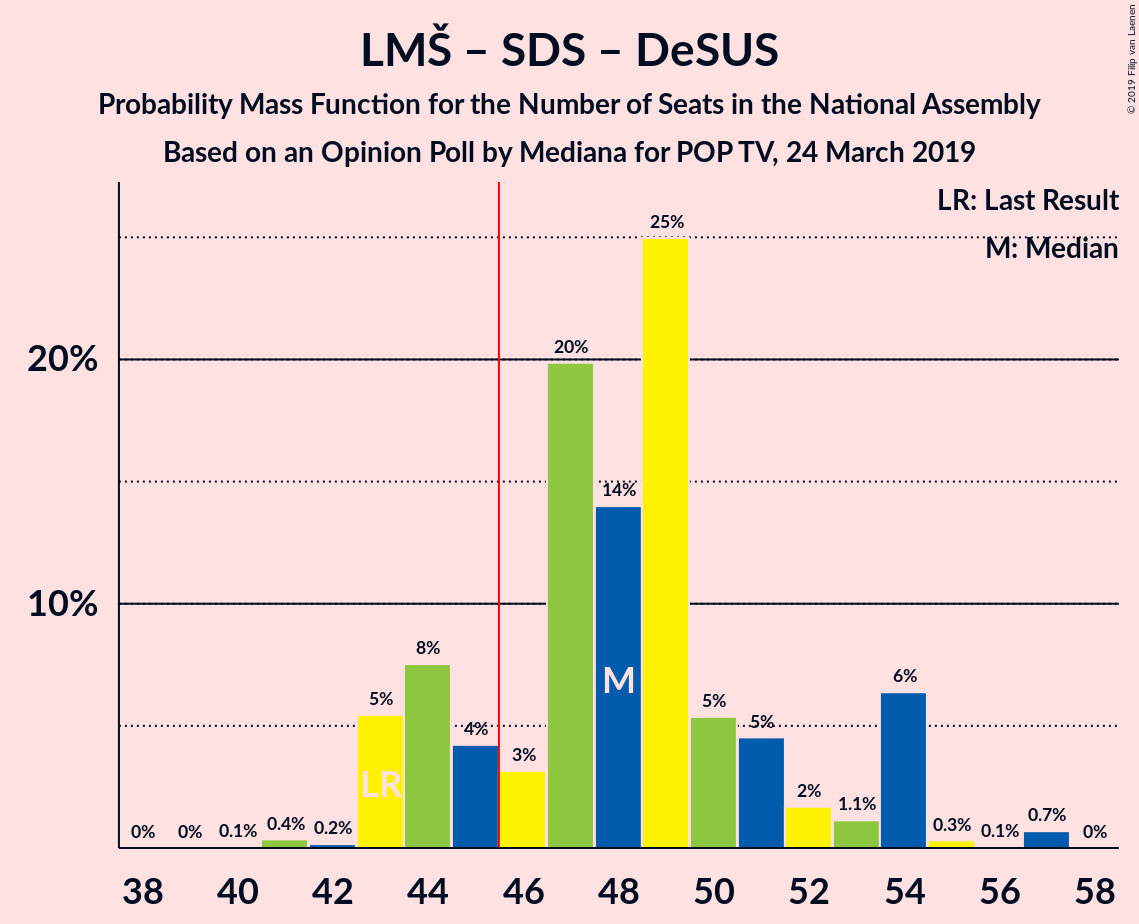 LMŠ – SDS – DeSUS
Probability Mass Function for the Number of Seats in the National Assembly
Based on an Opinion Poll by Mediana for POP TV, 24 March 2019
© 2019 Filip van Laenen
LR: Last Result
M: Median
20%
10%
0%
0%
0.1%
0.4%
0.2%
5%
8%
4%
3%
20%
14%
25%
5%
5%
2%
1.1%
6%
0.3%
0.1%
0.7%
0%
LR
M
38 40 42 44 46 48 50 52 54 56 58